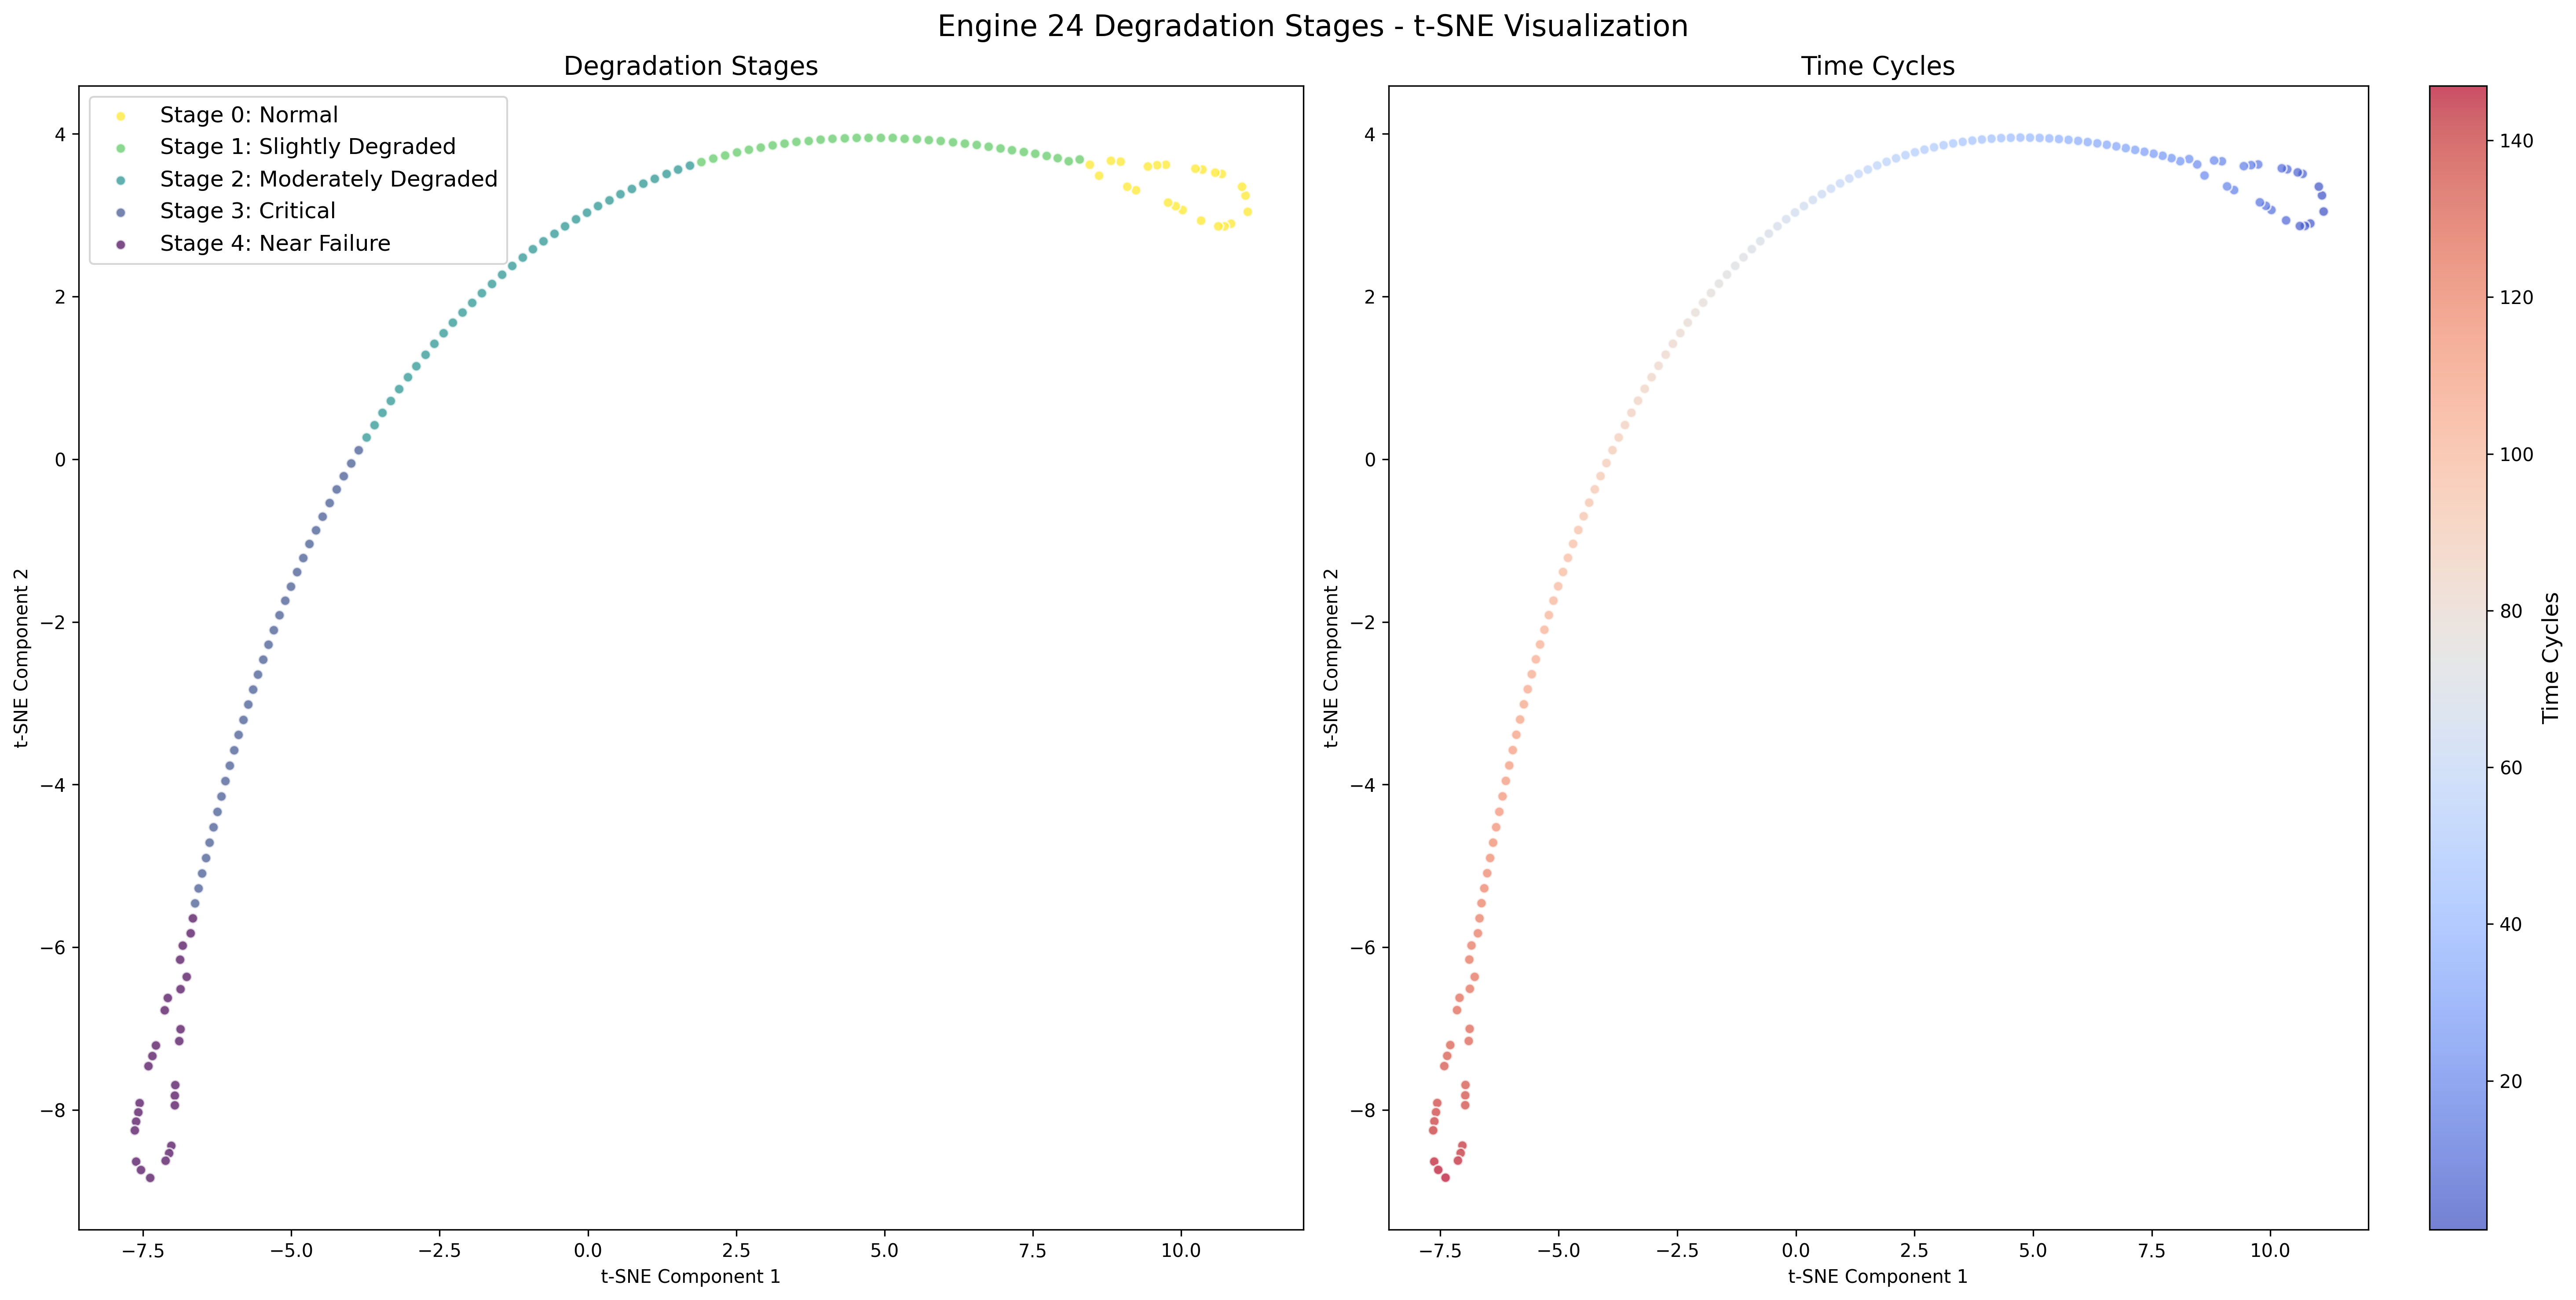 Engine 24 Degradation Stages - t-SNE Visualization
Degradation Stages
Stage 0: Normal
Stage 1: Slightly Degraded
Stage 2: Moderately Degraded
Stage 3: Critical
Stage 4: Near Failure
4
2
0
−2
−4
−6
−8
t-SNE Component 2
−7.5 −5.0 −2.5 0.0 2.5 5.0 7.5 10.0
t-SNE Component 1
Time Cycles
4
2
0
−2
−4
−6
−8
t-SNE Component 2
−7.5 −5.0 −2.5 0.0 2.5 5.0 7.5 10.0
t-SNE Component 1
140
120
100
80
60
40
20
Time Cycles